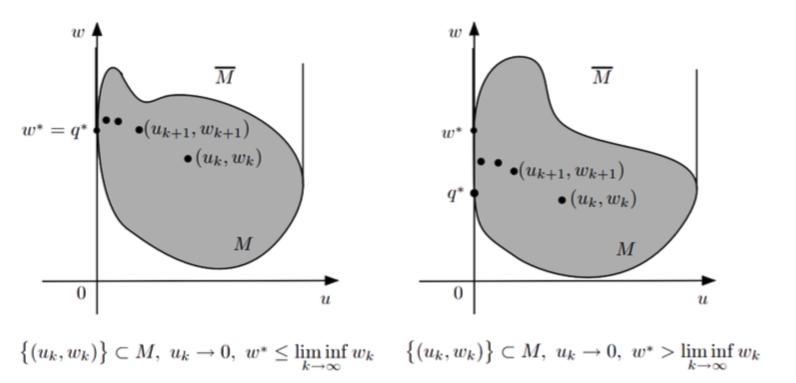 w
M̅
w* = q*
(u_{k+1}, w_{k+1})
(u_k, w_k)
M
0
u
{(u_k, w_k)} ⊂ M, u_k → 0, w* ≤ lim inf_{k→∞} w_k
w
M̅
w*
(u_{k+1}, w_{k+1})
q*
(u_k, w_k)
M
0
u
{(u_k, w_k)} ⊂ M, u_k → 0, w* > lim inf_{k→∞} w_k